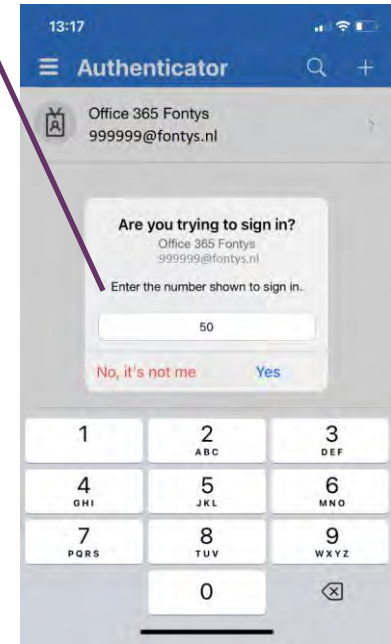 13:17
Authenticator
Office 365 Fontys
999999@fontys.nl
Are you trying to sign in?
Office 365 Fontys
999999@fontys.nl
Enter the number shown to sign in.
50
No, it's not me Yes
1 2 3
ABC DEF
4 5 6
GHI JKL MNO
7 8 9
PQRS TUV WXYZ
0